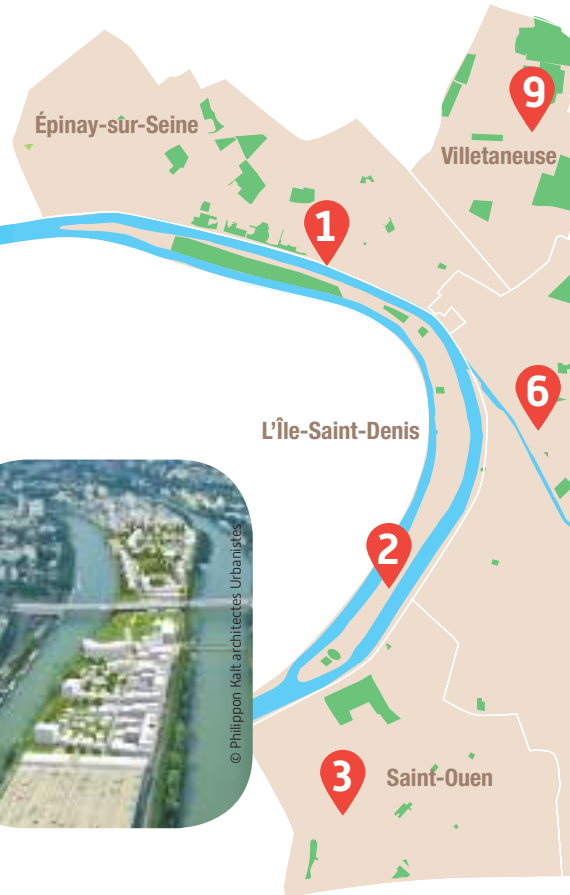 9
Épinay-sur-Seine
Villetaneuse
1
6
L'Île-Saint-Denis
2
© Philippon Kalt architectes Urbanistes
3
Saint-Ouen